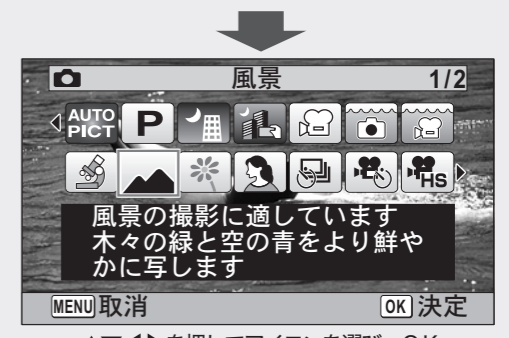 風景 1/2
AUTO PICT P
HS
風景の撮影に適しています
木々の緑と空の青をより鮮や
かに写します
MENU 取消 OK 決定